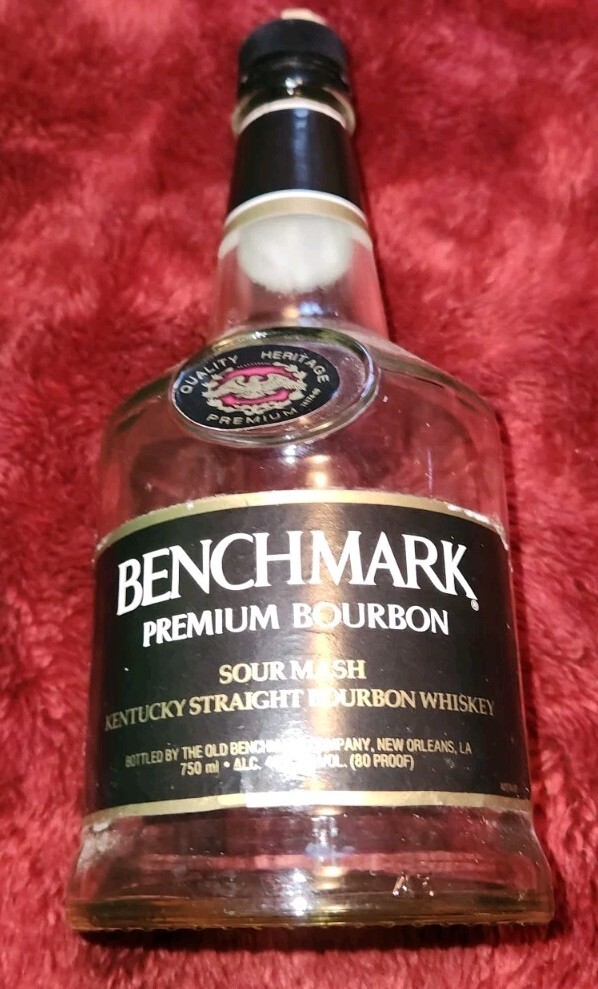 QUALITY HERITAGE
PREMIUM
BENCHMARK®
PREMIUM BOURBON
SOUR MASH
KENTUCKY STRAIGHT BOURBON WHISKEY
BOTTLED BY THE OLD BENCHMARK COMPANY, NEW ORLEANS, LA
750 ml • ALC. VOL. (80 PROOF)